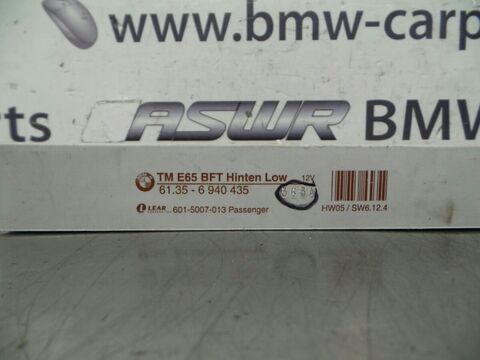 www.bmw-carp
arts ASWR BMW
TM E65 BFT Hinten Low 12V
61.35 - 6 940 435
LEAR 601-5007-013 Passenger HW05 / SW6.12.4